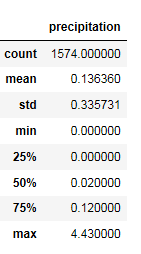 precipitation
count 1574.000000
mean 0.136360
std 0.335731
min 0.000000
25% 0.000000
50% 0.020000
75% 0.120000
max 4.430000